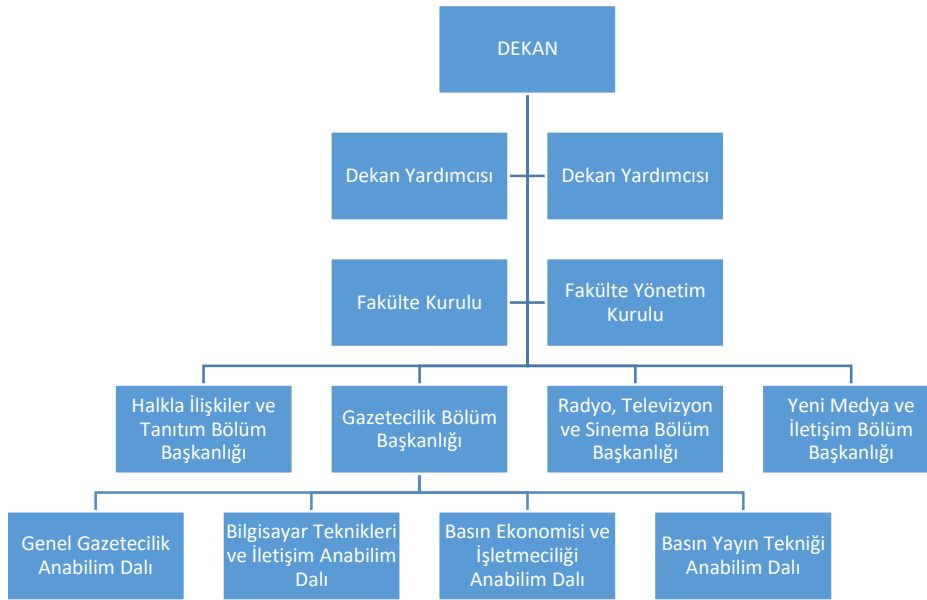 DEKAN
Dekan Yardımcısı
Dekan Yardımcısı
Fakülte Kurulu
Fakülte Yönetim
Kurulu
Halkla İlişkiler ve
Tanıtım Bölüm
Başkanlığı
Gazetecilik Bölüm
Başkanlığı
Radyo, Televizyon
ve Sinema Bölüm
Başkanlığı
Yeni Medya ve
İletişim Bölüm
Başkanlığı
Genel Gazetecilik
Anabilim Dalı
Bilgisayar Teknikleri
ve İletişim Anabilim
Dalı
Basın Ekonomisi ve
İşletmeciliği
Anabilim Dalı
Basın Yayın Tekniği
Anabilim Dalı